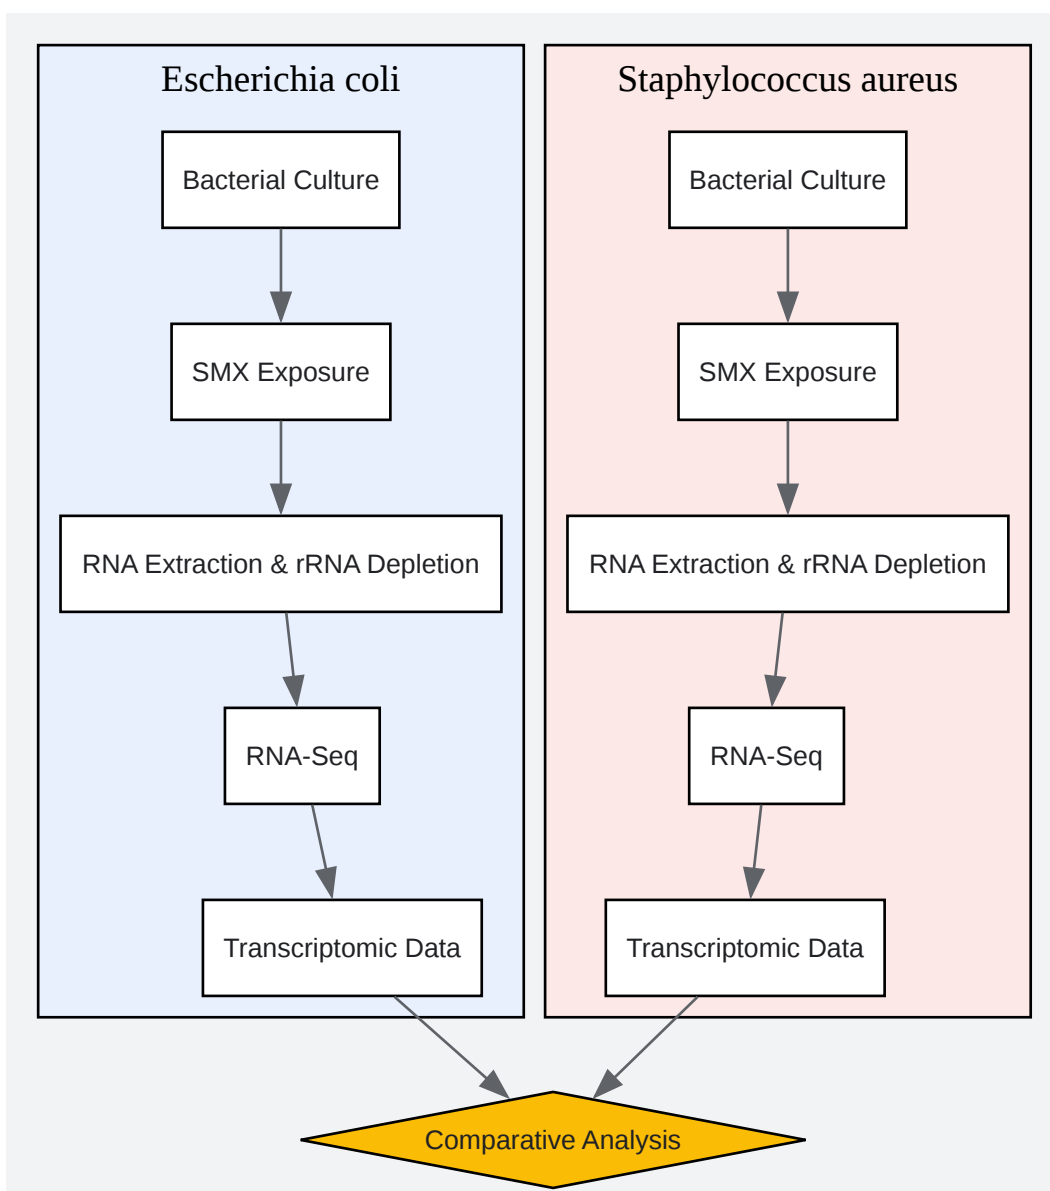 Escherichia coli
Bacterial Culture
SMX Exposure
RNA Extraction & rRNA Depletion
RNA-Seq
Transcriptomic Data
Staphylococcus aureus
Bacterial Culture
SMX Exposure
RNA Extraction & rRNA Depletion
RNA-Seq
Transcriptomic Data
Comparative Analysis